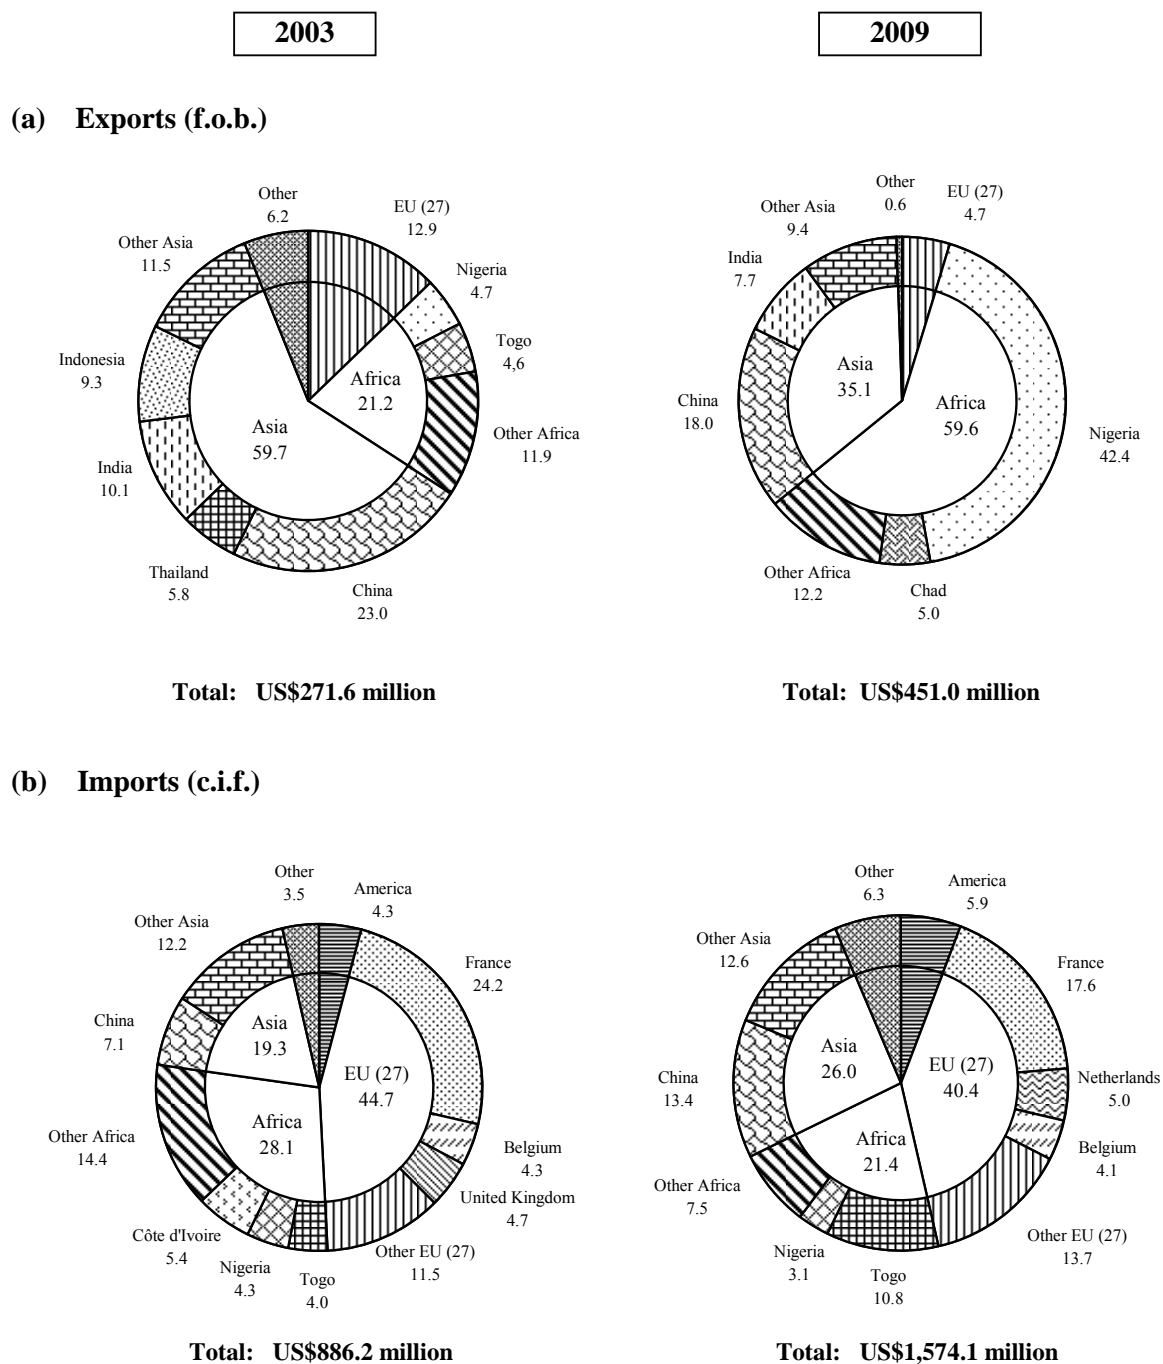 2003
2009
(a) Exports (f.o.b.)
Other
6.2
EU (27)
12.9
Nigeria
4.7
Togo
4,6
Other Africa
11.9
China
23.0
Thailand
5.8
India
10.1
Indonesia
9.3
Other Asia
11.5
Africa
21.2
Asia
59.7
Total: US$271.6 million
Other
0.6
EU (27)
4.7
Nigeria
42.4
Chad
5.0
Other Africa
12.2
China
18.0
India
7.7
Other Asia
9.4
Asia
35.1
Africa
59.6
Total: US$451.0 million
(b) Imports (c.i.f.)
Other
3.5
America
4.3
France
24.2
Belgium
4.3
United Kingdom
4.7
Other EU (27)
11.5
Togo
4.0
Nigeria
4.3
Côte d'Ivoire
5.4
Other Africa
14.4
China
7.1
Other Asia
12.2
Asia
19.3
EU (27)
44.7
Africa
28.1
Total: US$886.2 million
Other
6.3
America
5.9
France
17.6
Netherlands
5.0
Belgium
4.1
Other EU (27)
13.7
Togo
10.8
Nigeria
3.1
Other Africa
7.5
China
13.4
Other Asia
12.6
Asia
26.0
EU (27)
40.4
Africa
21.4
Total: US$1,574.1 million